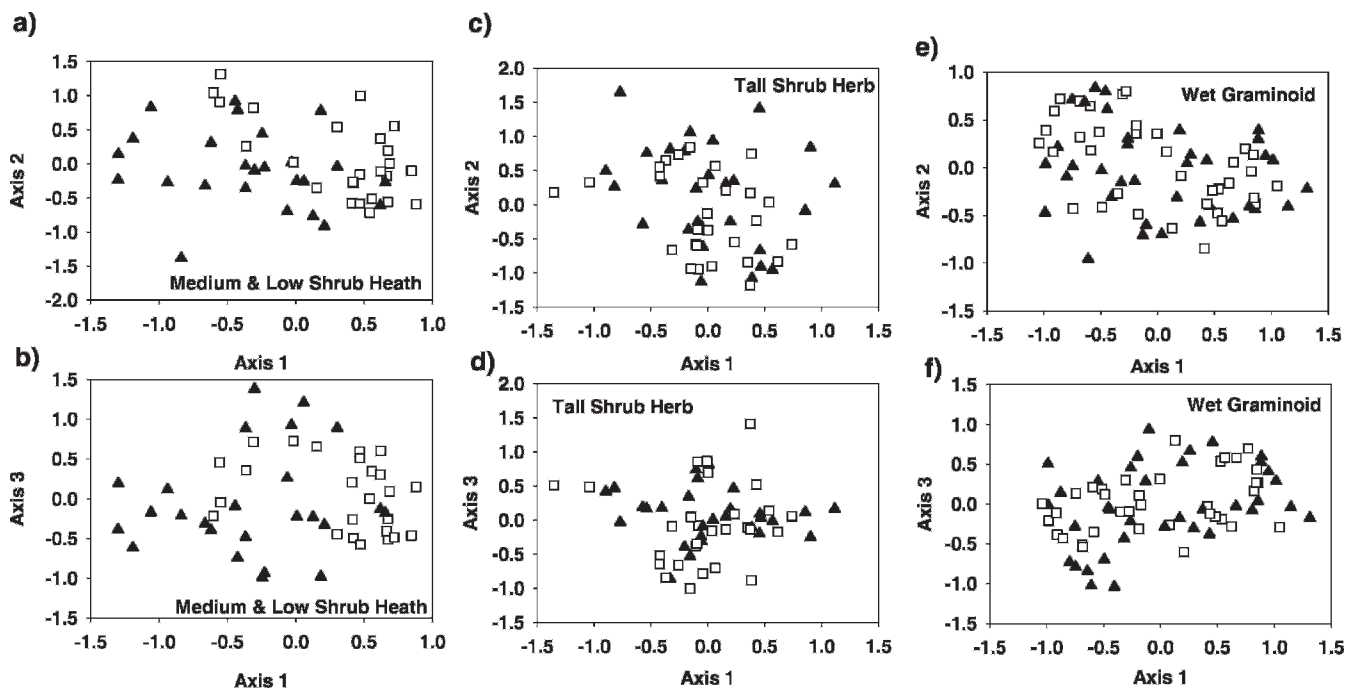 a)
1.5
1.0
0.5
0.0
-0.5
-1.0
-1.5
-2.0
Axis 2
Medium & Low Shrub Heath
-1.5 -1.0 -0.5 0.0 0.5 1.0
Axis 1
b)
1.5
1.0
0.5
0.0
-0.5
-1.0
-1.5
Axis 3
Medium & Low Shrub Heath
-1.5 -1.0 -0.5 0.0 0.5 1.0
Axis 1
c)
2.0
1.5
1.0
0.5
0.0
-0.5
-1.0
-1.5
Axis 2
Tall Shrub Herb
-1.5 -1.0 -0.5 0.0 0.5 1.0 1.5
Axis 1
d)
2.0
1.5
1.0
0.5
0.0
-0.5
-1.0
-1.5
Axis 3
Tall Shrub Herb
-1.5 -1.0 -0.5 0.0 0.5 1.0 1.5
Axis 1
e)
1.0
0.5
0.0
-0.5
-1.0
-1.5
Axis 2
Wet Graminoid
-1.5 -1.0 -0.5 0.0 0.5 1.0 1.5
Axis 1
f)
1.5
1.0
0.5
0.0
-0.5
-1.0
-1.5
Axis 3
Wet Graminoid
-1.5 -1.0 -0.5 0.0 0.5 1.0 1.5
Axis 1